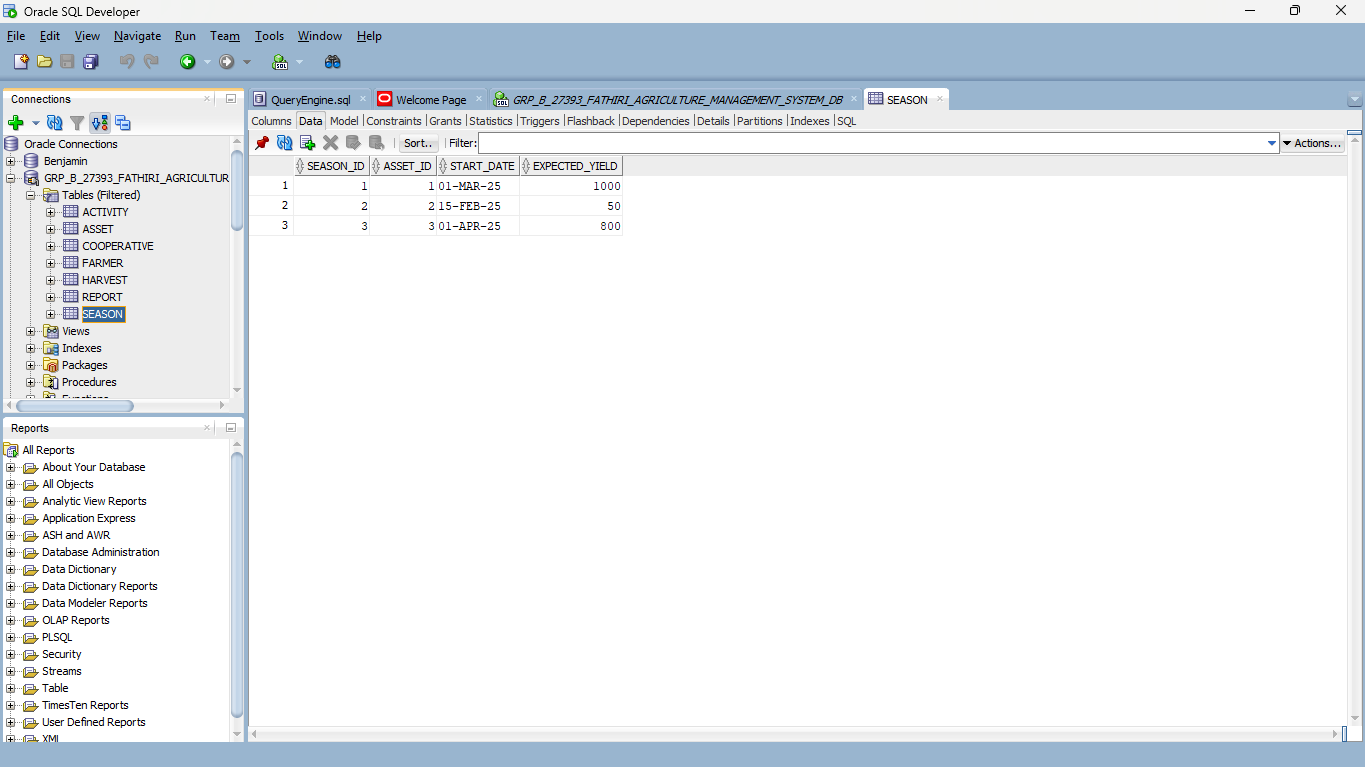 Oracle SQL Developer
File Edit View Navigate Run Team Tools Window Help
Connections
Oracle Connections
Benjamin
GRP_B_27393_FATHIRI_AGRICULTUR
Tables (Filtered)
ACTIVITY
ASSET
COOPERATIVE
FARMER
HARVEST
REPORT
SEASON
Views
Indexes
Packages
Procedures
Functions
Reports
All Reports
About Your Database
All Objects
Analytic View Reports
Application Express
ASH and AWR
Database Administration
Data Dictionary
Data Dictionary Reports
Data Modeler Reports
OLAP Reports
PLSQL
Security
Streams
Table
TimesTen Reports
User Defined Reports
XML
QueryEngine.sql Welcome Page GRP_B_27393_FATHIRI_AGRICULTURE_MANAGEMENT_SYSTEM_DB SEASON
Columns Data Model Constraints Grants Statistics Triggers Flashback Dependencies Details Partitions Indexes SQL
Sort.. Filter: Actions...
SEASON_ID ASSET_ID START_DATE EXPECTED_YIELD
1 1 1 01-MAR-25 1000
2 2 2 15-FEB-25 50
3 3 3 01-APR-25 800